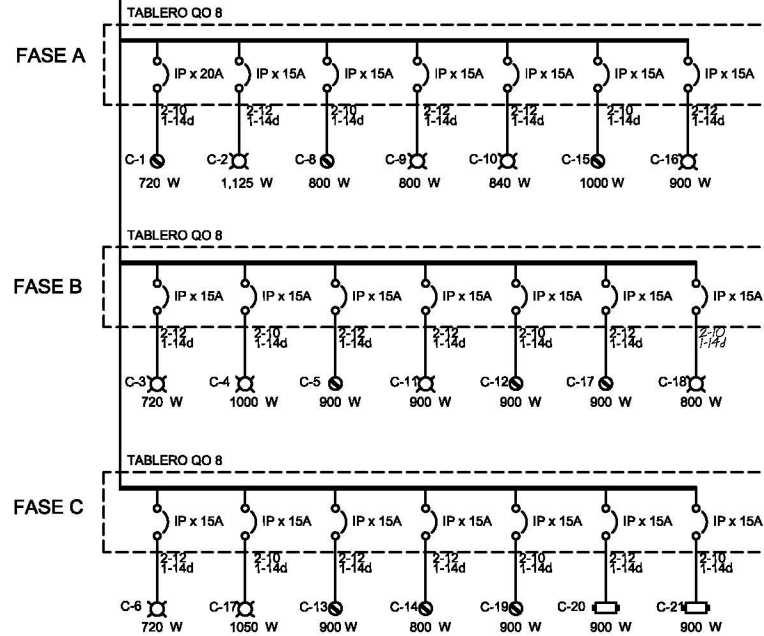 TABLERO QO 8
FASE A
IP x 20A IP x 15A IP x 15A IP x 15A IP x 15A IP x 15A IP x 15A
2-10 2-12 2-10 2-12 2-12 2-10 2-12
1-14d 1-14d 1-14d 1-14d 1-14d 1-14d 1-14d
C-1 C-2 C-8 C-9 C-10 C-15 C-16
720 W 1,125 W 800 W 800 W 840 W 1000 W 900 W
TABLERO QO 8
FASE B
IP x 15A IP x 15A IP x 15A IP x 15A IP x 15A IP x 15A IP x 15A
2-12 2-10 2-12 2-12 2-10 2-12 2-10
1-14d 1-14d 1-14d 1-14d 1-14d 1-14d 1-14d
C-3 C-4 C-5 C-11 C-12 C-17 C-18
720 W 1000 W 900 W 900 W 900 W 900 W 800 W
TABLERO QO 8
FASE C
IP x 15A IP x 15A IP x 15A IP x 15A IP x 15A IP x 15A IP x 15A
2-12 2-10 2-12 2-12 2-10 2-12 2-10
1-14d 1-14d 1-14d 1-14d 1-14d 1-14d 1-14d
C-6 C-17 C-13 C-14 C-19 C-20 C-21
720 W 1050 W 900 W 800 W 900 W 900 W 900 W